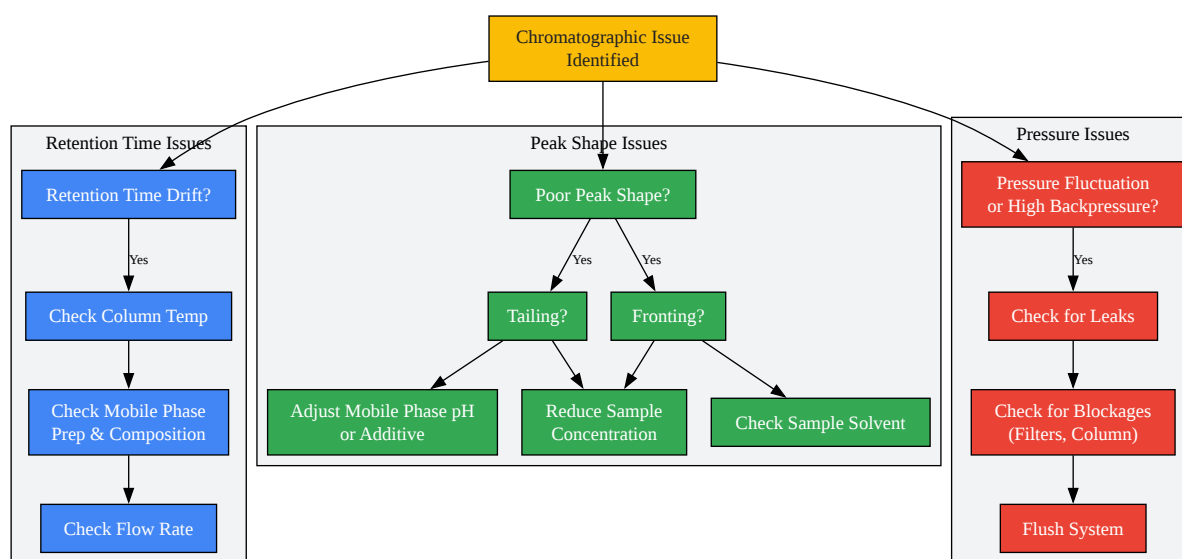 Chromatographic Issue
Identified
Retention Time Issues
Retention Time Drift?
Yes
Check Column Temp
Check Mobile Phase
Prep & Composition
Check Flow Rate
Peak Shape Issues
Poor Peak Shape?
Yes
Yes
Tailing?
Fronting?
Adjust Mobile Phase pH
or Additive
Reduce Sample
Concentration
Check Sample Solvent
Pressure Issues
Pressure Fluctuation
or High Backpressure?
Yes
Check for Leaks
Check for Blockages
(Filters, Column)
Flush System